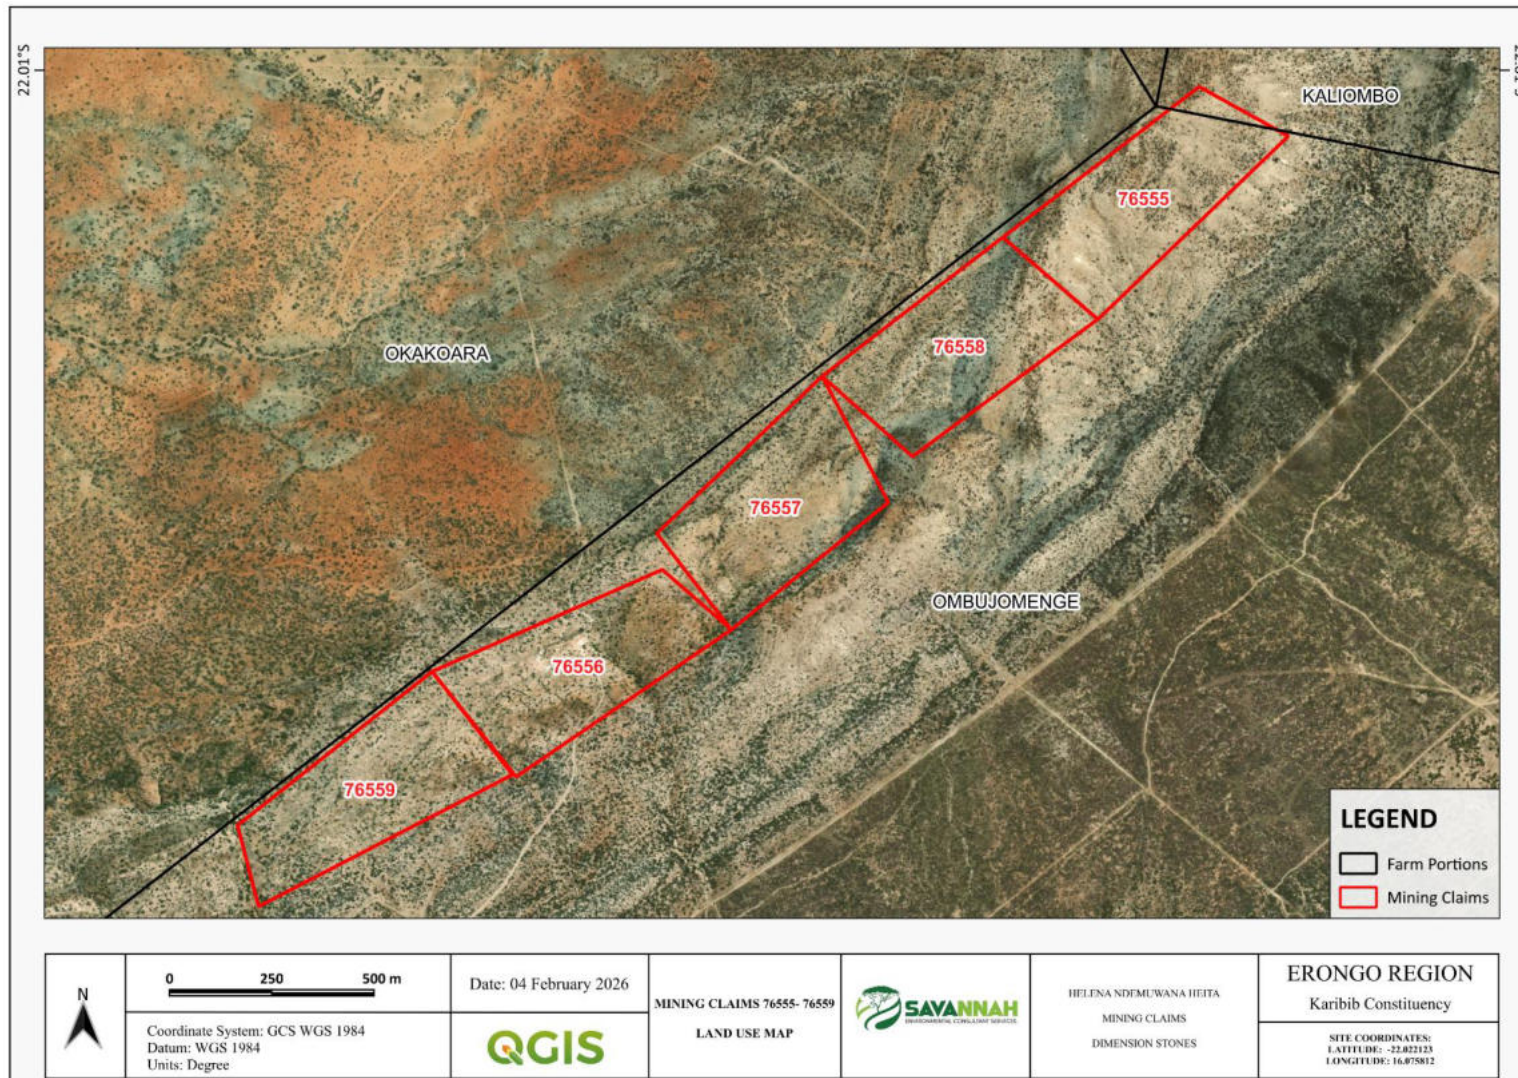 22.01°S
KALIOMBO
76555
76558
OKAKOARA
76557
OMBUJOMENGE
76556
76559
LEGEND
Farm Portions
Mining Claims
N
0 250 500 m
Coordinate System: GCS WGS 1984
Datum: WGS 1984
Units: Degree
Date: 04 February 2026
QGIS
MINING CLAIMS 76555- 76559
LAND USE MAP
SAVANNAH
ENVIRONMENTAL CONSULTANT SERVICES
HELENA NDEMUWANA HEITA
MINING CLAIMS
DIMENSION STONES
ERONGO REGION
Karibib Constituency
SITE COORDINATES:
LATITUDE: -22.022123
LONGITUDE: 16.075812